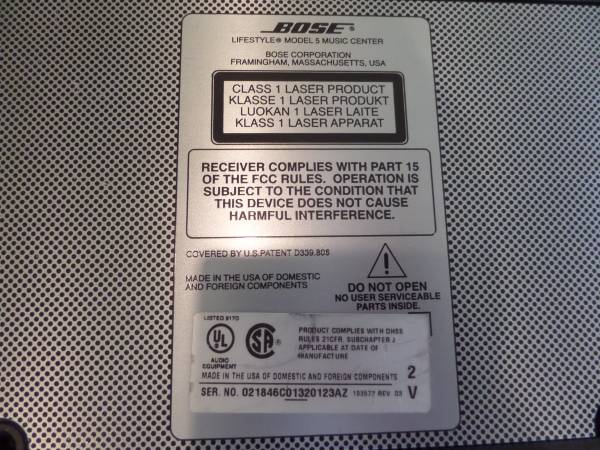 BOSE®
LIFESTYLE® MODEL 5 MUSIC CENTER
BOSE CORPORATION
FRAMINGHAM, MASSACHUSETTS, USA
CLASS 1 LASER PRODUCT
KLASSE 1 LASER PRODUKT
LUOKAN 1 LASER LAITE
KLASS 1 LASER APPARAT
RECEIVER COMPLIES WITH PART 15
OF THE FCC RULES. OPERATION IS
SUBJECT TO THE CONDITION THAT
THIS DEVICE DOES NOT CAUSE
HARMFUL INTERFERENCE.
COVERED BY U.S.PATENT D339,808
MADE IN THE USA OF DOMESTIC
AND FOREIGN COMPONENTS
!
DO NOT OPEN
NO USER SERVICEABLE
PARTS INSIDE.
LISTED 917D
UL
®
AUDIO
EQUIPMENT
SA
®
PRODUCT COMPLIES WITH DHSS
RULES 21CFR, SUBCHAPTER J
APPLICABLE AT DATE OF
MANUFACTURE
MADE IN THE USA OF DOMESTIC AND FOREIGN COMPONENTS 2
SER. NO. 021846C01320123AZ 193577 REV 03 V